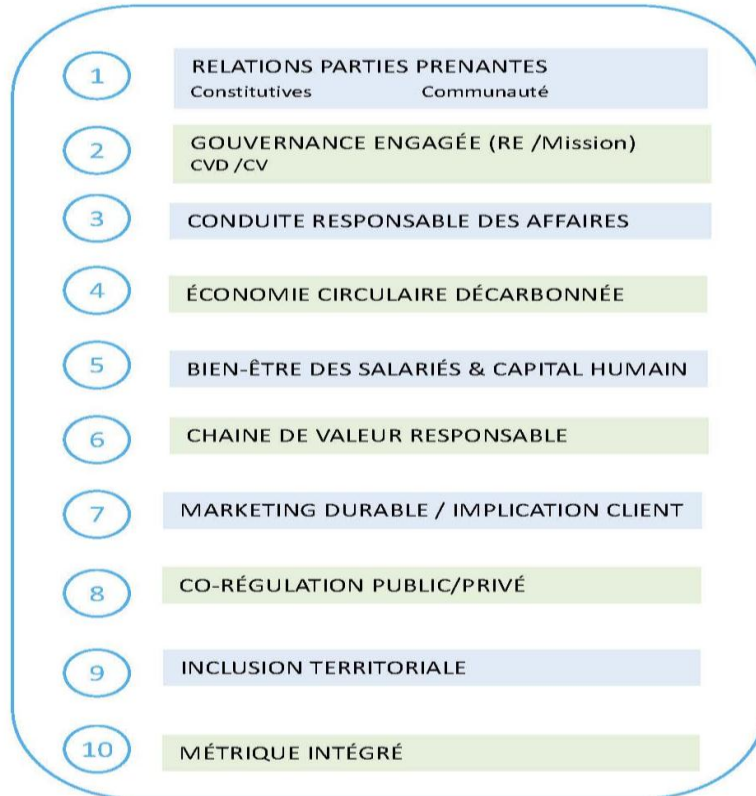 1
RELATIONS PARTIES PRENANTES
Constitutives Communauté
2
GOUVERNANCE ENGAGÉE (RE /Mission)
CVD /CV
3
CONDUITE RESPONSABLE DES AFFAIRES
4
ÉCONOMIE CIRCULAIRE DÉCARBONNÉE
5
BIEN-ÊTRE DES SALARIÉS & CAPITAL HUMAIN
6
CHAINE DE VALEUR RESPONSABLE
7
MARKETING DURABLE / IMPLICATION CLIENT
8
CO-RÉGULATION PUBLIC/PRIVÉ
9
INCLUSION TERRITORIALE
10
MÉTRIQUE INTÉGRÉ